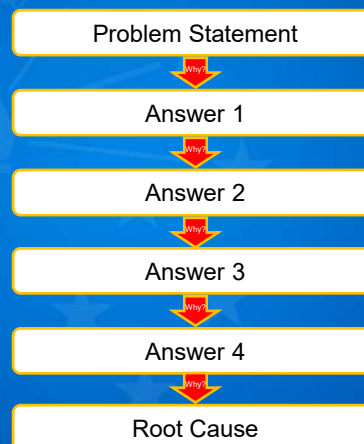 Problem Statement
Why?
Answer 1
Why?
Answer 2
Why?
Answer 3
Why?
Answer 4
Why?
Root Cause